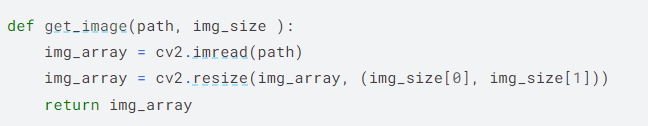 def get_image(path, img_size ):
    img_array = cv2.imread(path)
    img_array = cv2.resize(img_array, (img_size[0], img_size[1]))
    return img_array